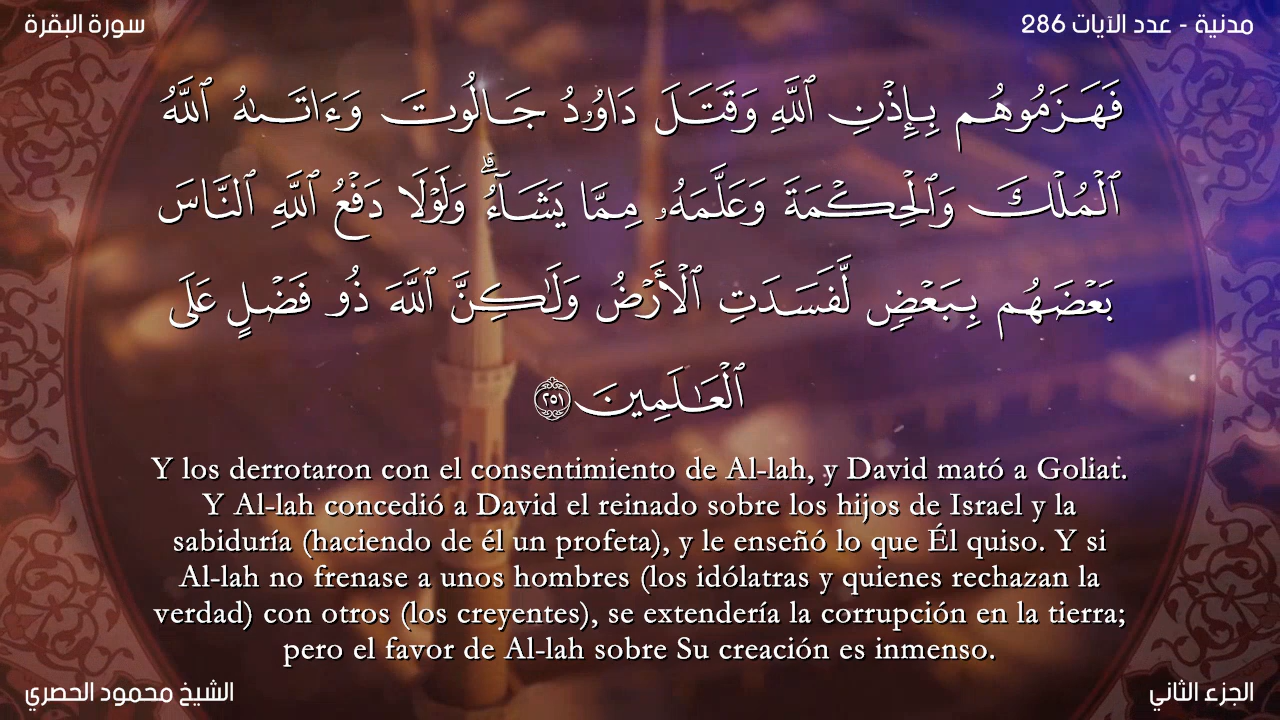 سورة البقرة
مدنية - عدد الآيات 286
فَهَزَمُوهُم بِإِذْنِ ٱللَّهِ وَقَتَلَ دَاوُۥدُ جَالُوتَ وَءَاتَىٰهُ ٱللَّهُ
ٱلْمُلْكَ وَٱلْحِكْمَةَ وَعَلَّمَهُۥ مِمَّا يَشَآءُ ۗ وَلَوْلَا دَفْعُ ٱللَّهِ ٱلنَّاسَ
بَعْضَهُم بِبَعْضٍ لَّفَسَدَتِ ٱلْأَرْضُ وَلَٰكِنَّ ٱللَّهَ ذُو فَضْلٍ عَلَى
ٱلْعَٰلَمِينَ ٢٥١
Y los derrotaron con el consentimiento de Al-lah, y David mató a Goliat.
Y Al-lah concedió a David el reinado sobre los hijos de Israel y la
sabiduría (haciendo de él un profeta), y le enseñó lo que Él quiso. Y si
Al-lah no frenase a unos hombres (los idólatras y quienes rechazan la
verdad) con otros (los creyentes), se extendería la corrupción en la tierra;
pero el favor de Al-lah sobre Su creación es inmenso.
الشيخ محمود الحصري
الجزء الثاني